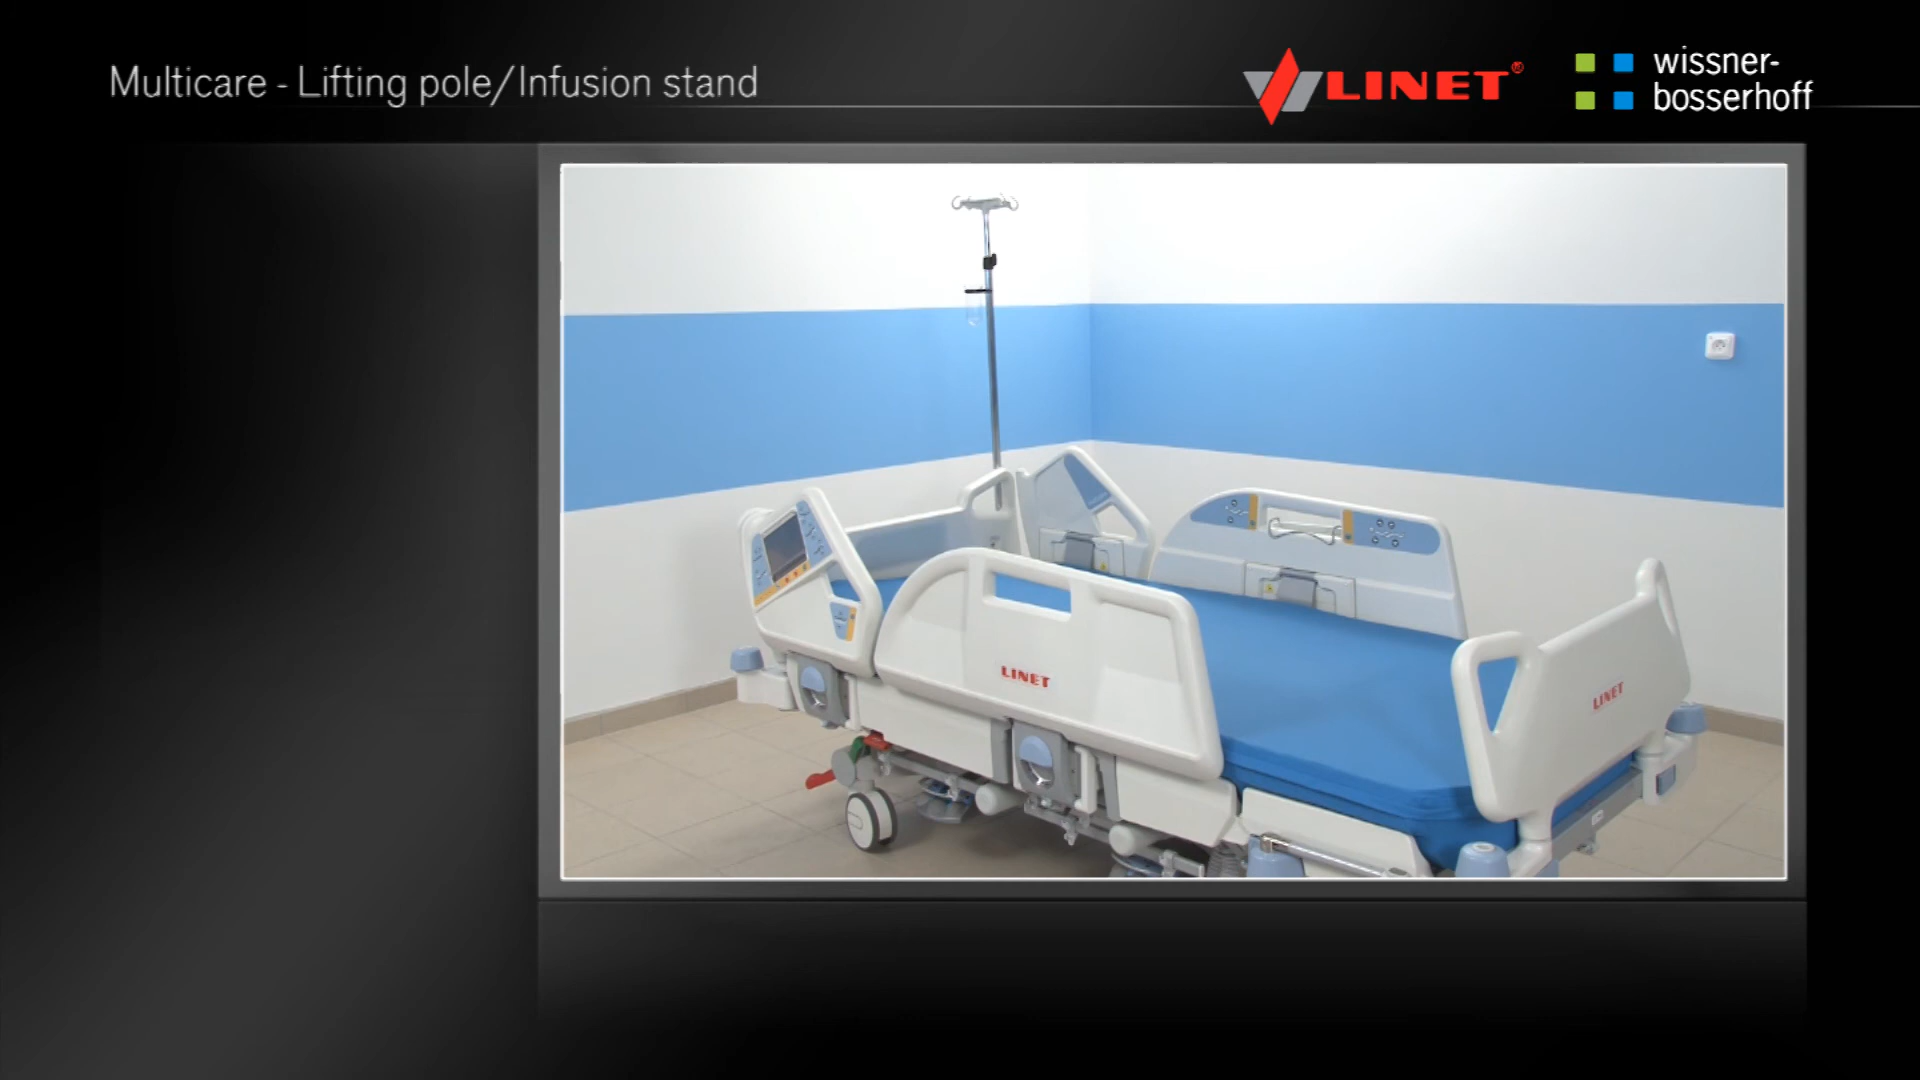 Multicare - Lifting pole/Infusion stand
LINET
wissner-
bosserhoff
LINET
LINET